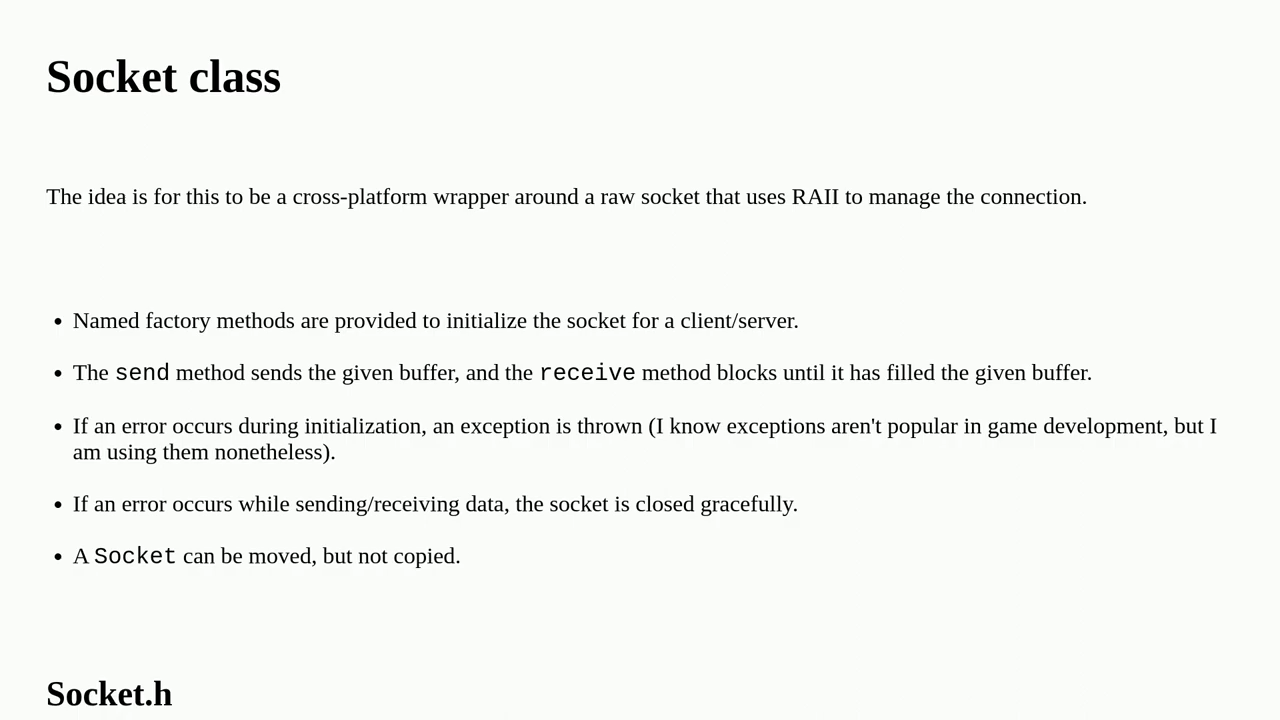 Socket class
The idea is for this to be a cross-platform wrapper around a raw socket that uses RAII to manage the connection.
• Named factory methods are provided to initialize the socket for a client/server.
• The send method sends the given buffer, and the receive method blocks until it has filled the given buffer.
• If an error occurs during initialization, an exception is thrown (I know exceptions aren't popular in game development, but I
am using them nonetheless).
• If an error occurs while sending/receiving data, the socket is closed gracefully.
• A Socket can be moved, but not copied.
Socket.h